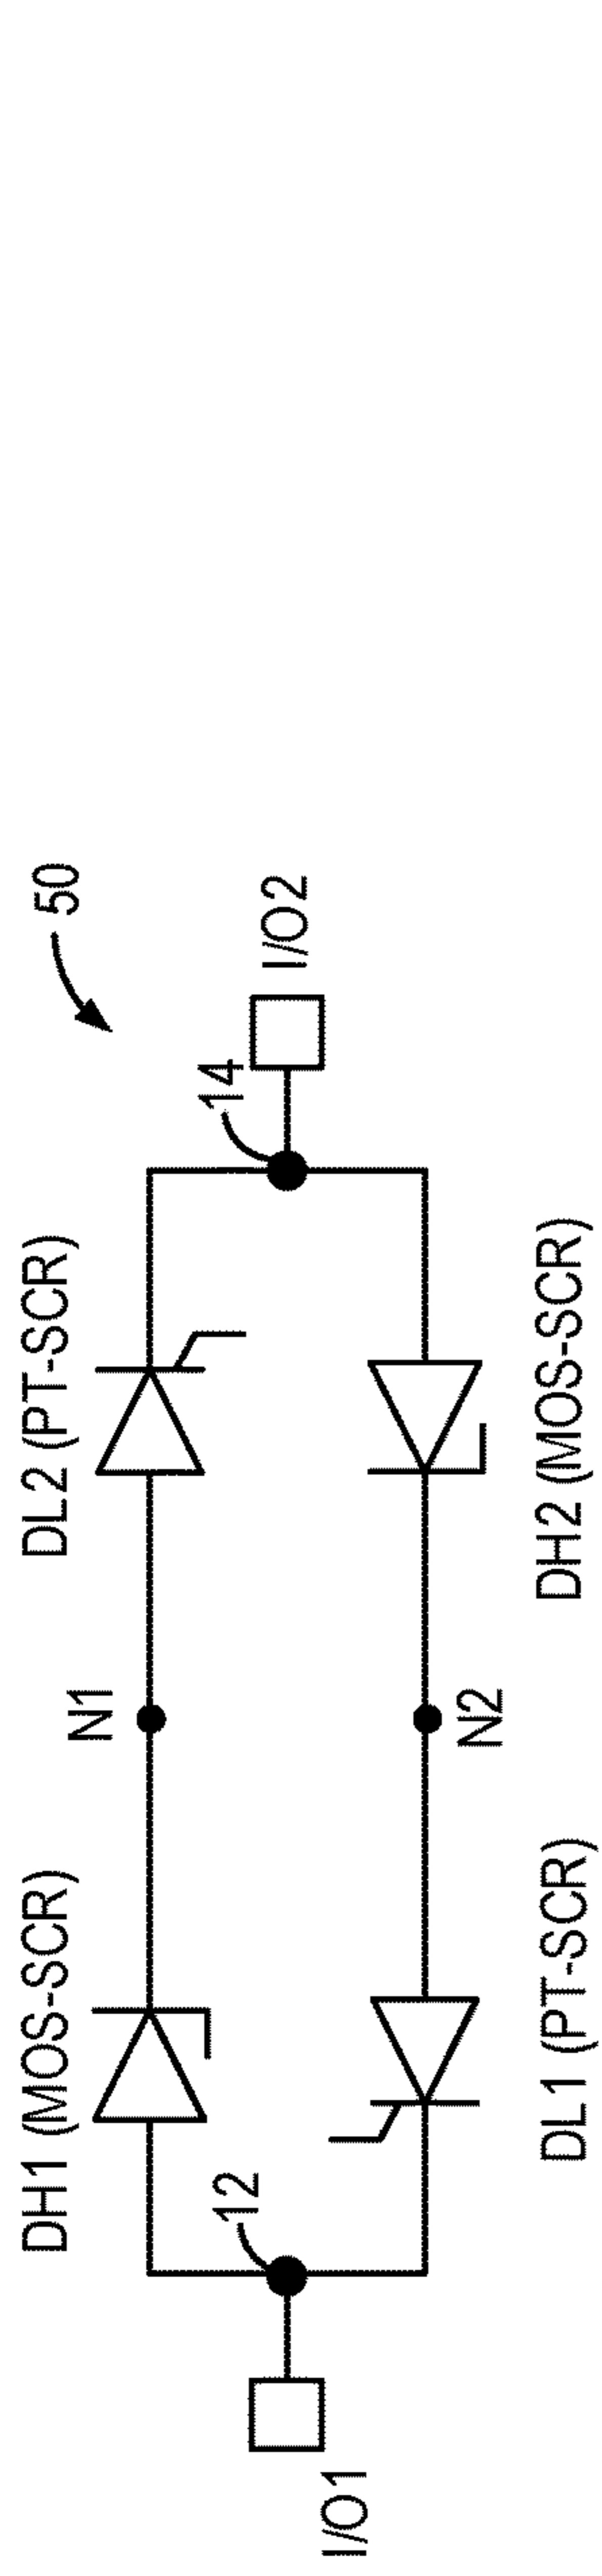 50
DH1 (MOS-SCR)
N1
DL2 (PT-SCR)
12
14
I/O1
I/O2
DL1 (PT-SCR)
N2
DH2 (MOS-SCR)